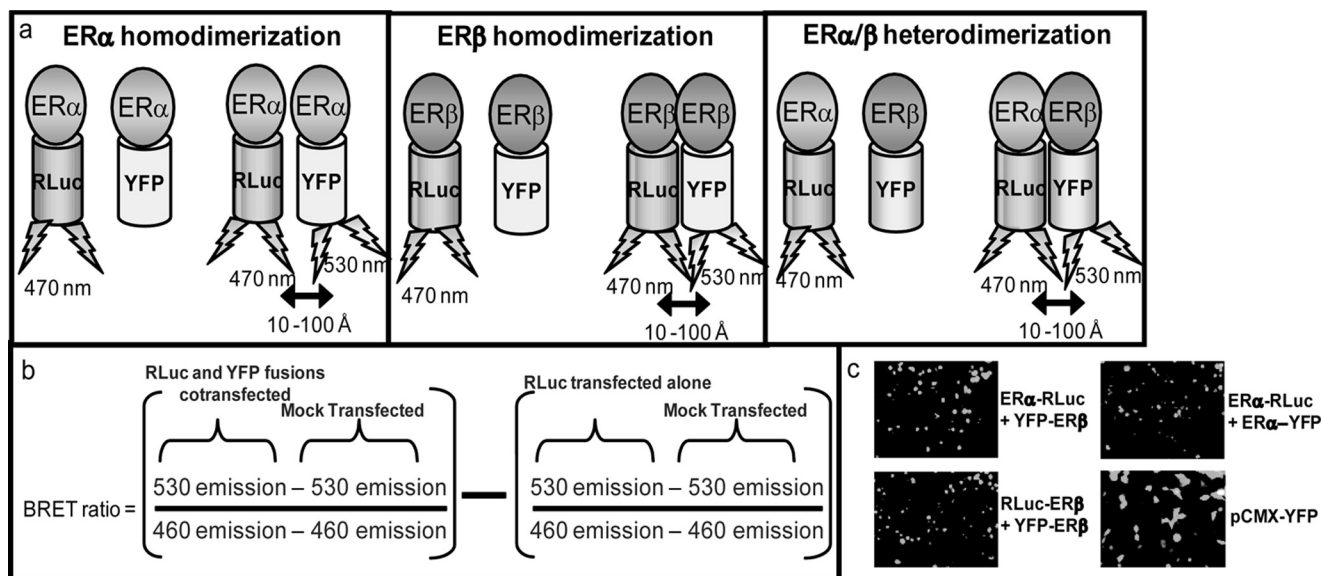 a
ERα homodimerization
ERα
ERα
ERα
ERα
RLuc
YFP
RLuc
YFP
470 nm
470 nm
530 nm
10 -100 Å
ERβ homodimerization
ERβ
ERβ
ERβ
ERβ
RLuc
YFP
RLuc
YFP
470 nm
470 nm
530 nm
10 -100 Å
ERα/β heterodimerization
ERα
ERβ
ERα
ERβ
RLuc
YFP
RLuc
YFP
470 nm
470 nm
530 nm
10 -100 Å
b
RLuc and YFP fusions
cotransfected
Mock Transfected
RLuc transfected alone
Mock Transfected
BRET ratio =
530 emission – 530 emission
460 emission – 460 emission
–
530 emission – 530 emission
460 emission – 460 emission
c
ERα-RLuc
+ YFP-ERβ
ERα-RLuc
+ ERα–YFP
RLuc-ERβ
+ YFP-ERβ
pCMX-YFP